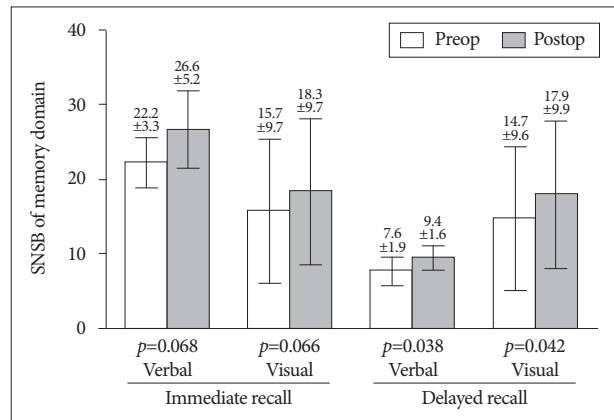 SNSB of memory domain
40
30
20
10
0
Preop
Postop
22.2
±3.3
26.6
±5.2
15.7
±9.7
18.3
±9.7
7.6
±1.9
9.4
±1.6
14.7
±9.6
17.9
±9.9
p=0.068
p=0.066
p=0.038
p=0.042
Verbal
Visual
Verbal
Visual
Immediate recall
Delayed recall